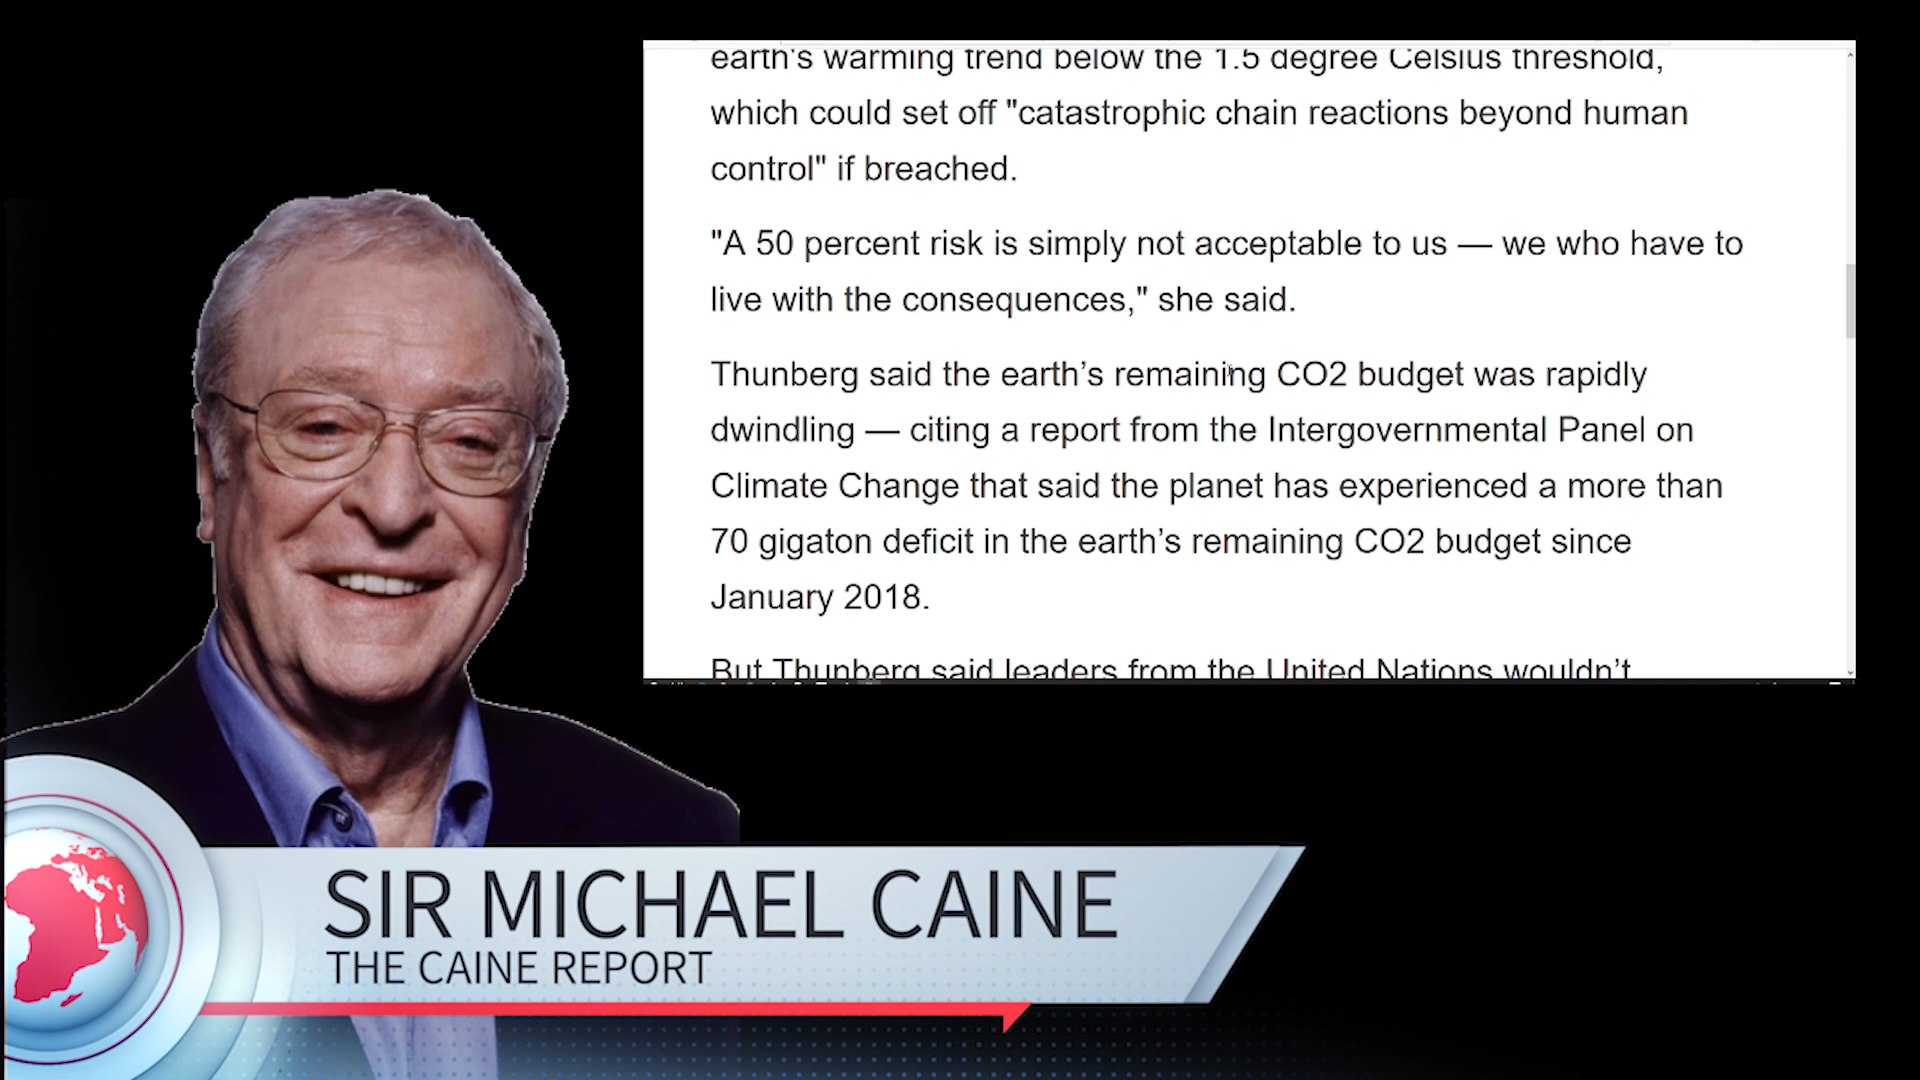 earth's warming trend below the 1.5 degree Celsius threshold,
which could set off "catastrophic chain reactions beyond human
control" if breached.
"A 50 percent risk is simply not acceptable to us — we who have to
live with the consequences," she said.
Thunberg said the earth’s remaining CO2 budget was rapidly
dwindling — citing a report from the Intergovernmental Panel on
Climate Change that said the planet has experienced a more than
70 gigaton deficit in the earth’s remaining CO2 budget since
January 2018.
But Thunberg said leaders from the United Nations wouldn’t
SIR MICHAEL CAINE
THE CAINE REPORT